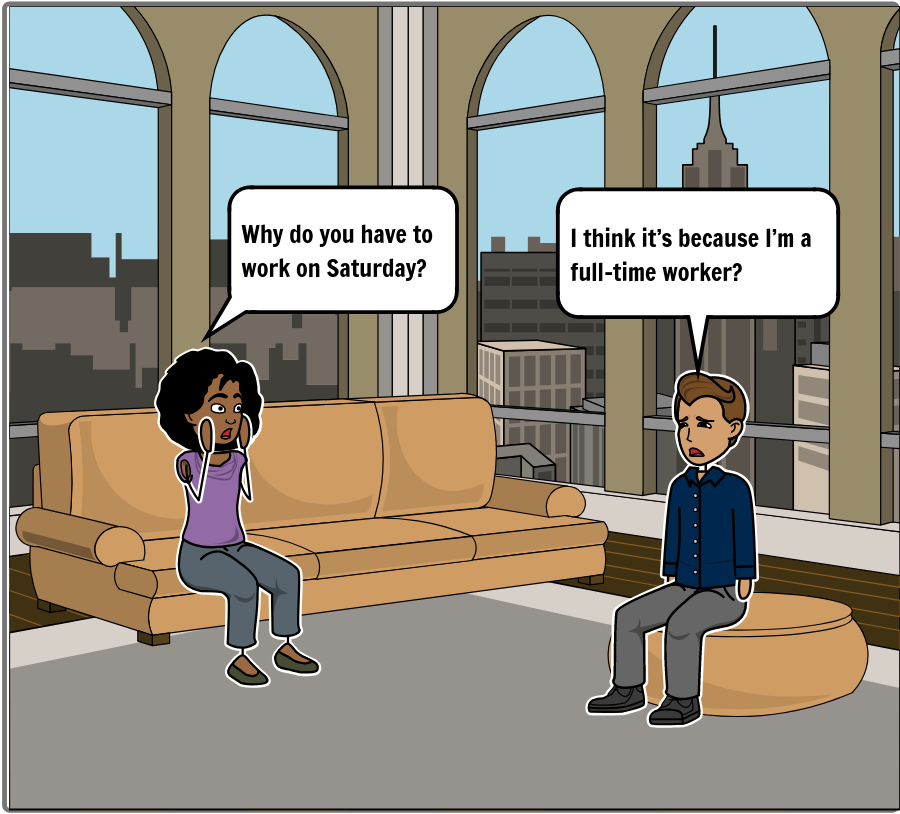 Why do you have to
work on Saturday?
I think it’s because I’m a
full-time worker?